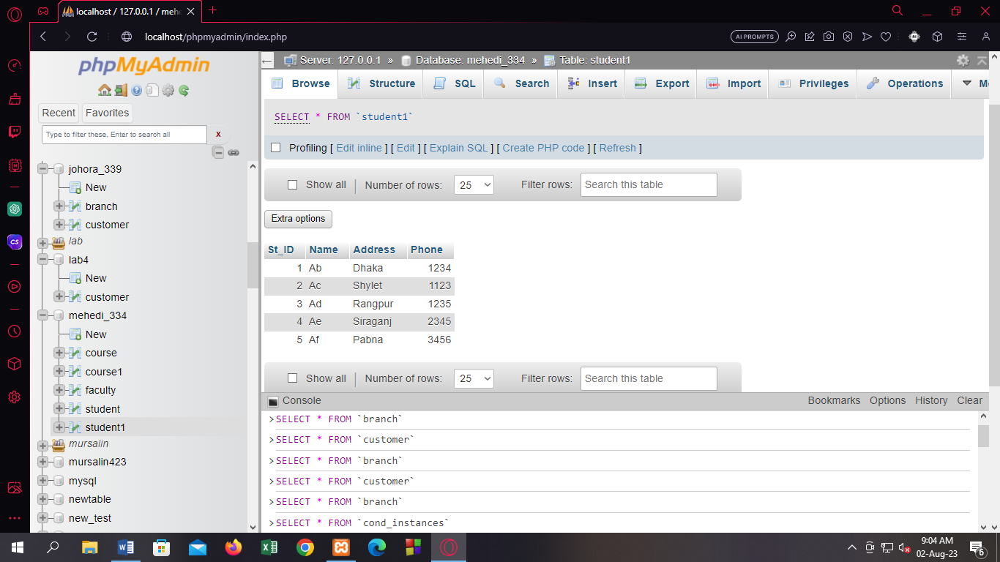 localhost / 127.0.0.1 / meh
localhost/phpmyadmin/index.php
AI PROMPTS
phpMyAdmin
Recent
Favorites
Type to filter these, Enter to search all
X
johora_339
New
branch
customer
lab
lab4
New
customer
mehedi_334
New
course
course1
faculty
student
student1
mursalin
mursalin423
mysql
newtable
new_test
Server: 127.0.0.1 » Database: mehedi_334 » Table: student1
Browse Structure SQL Search Insert Export Import Privileges Operations M
SELECT * FROM `student1`
Profiling [ Edit inline ] [ Edit ] [ Explain SQL ] [ Create PHP code ] [ Refresh ]
Show all Number of rows: 25 Filter rows: Search this table
Extra options
St_ID Name Address Phone
1 Ab Dhaka 1234
2 Ac Shylet 1123
3 Ad Rangpur 1235
4 Ae Siraganj 2345
5 Af Pabna 3456
Show all Number of rows: 25 Filter rows: Search this table
Console Bookmarks Options History Clear
>SELECT * FROM `branch`
>SELECT * FROM `customer`
>SELECT * FROM `branch`
>SELECT * FROM `customer`
>SELECT * FROM `branch`
>SELECT * FROM `cond_instances`
CS
9:04 AM
02-Aug-23
6